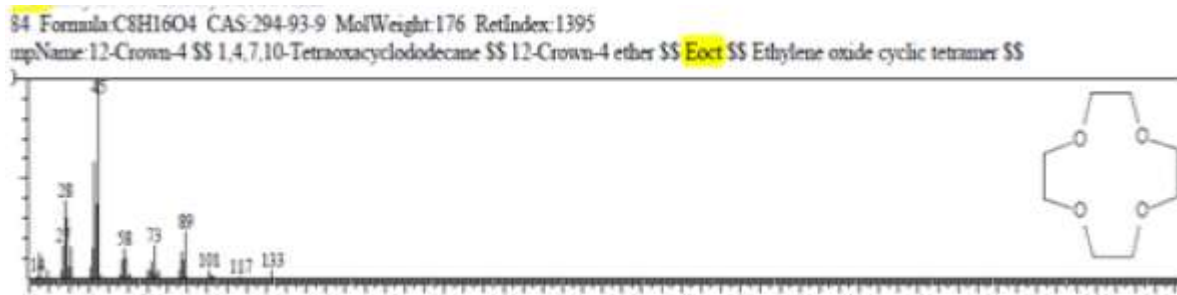 84 Formula:C8H16O4 CAS:294-93-9 MolWeight:176 RetIndex:1395
mpName:12-Crown-4 $$ 1,4,7,10-Tetraoxacyclododecane $$ 12-Crown-4 ether $$ Eoct $$ Ethylene oxide cyclic tetramer $$
45
28
89
58
73
101
117
133
O
O
O
O